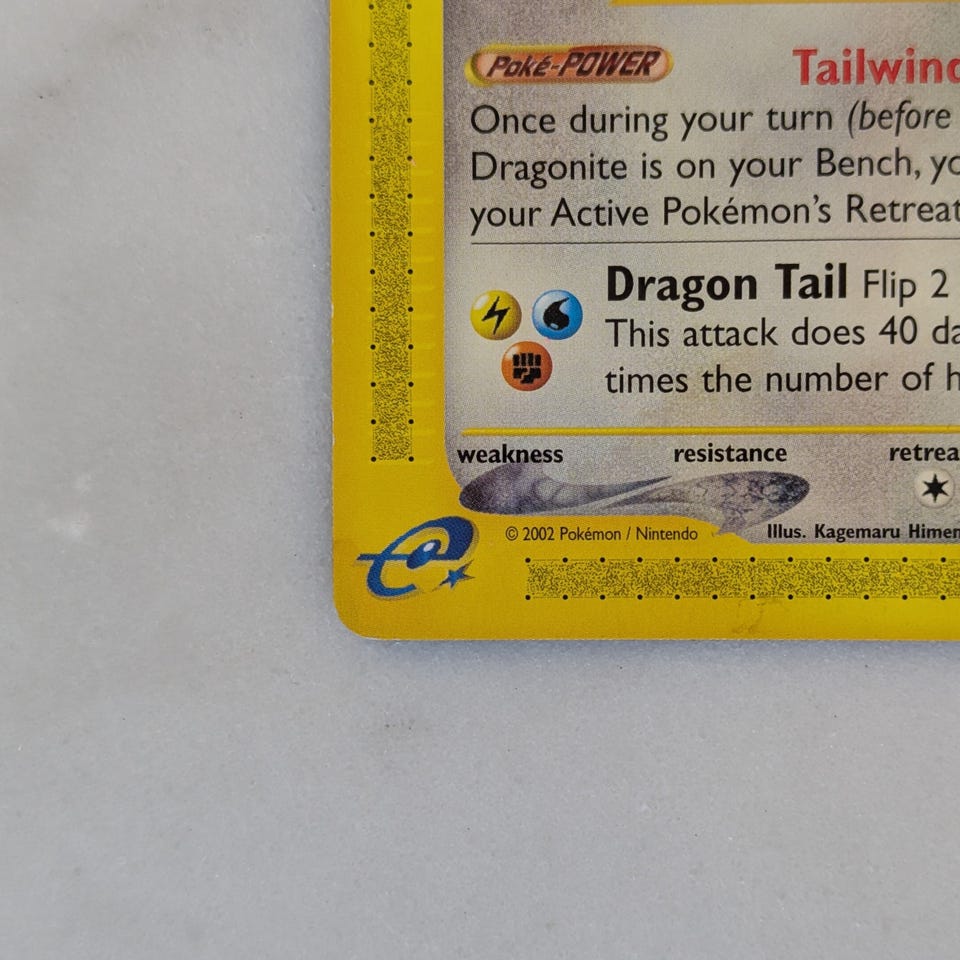 Poké-POWER Tailwind
Once during your turn (before
Dragonite is on your Bench, yo
your Active Pokémon's Retreat
Dragon Tail Flip 2
This attack does 40 da
times the number of h
weakness resistance retrea
© 2002 Pokémon / Nintendo Illus. Kagemaru Himen
e